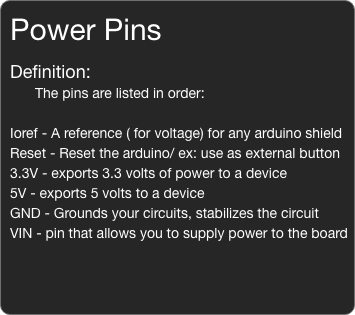 Power Pins
Definition:
The pins are listed in order:
Ioref - A reference ( for voltage) for any arduino shield
Reset - Reset the arduino/ ex: use as external button
3.3V - exports 3.3 volts of power to a device
5V - exports 5 volts to a device
GND - Grounds your circuits, stabilizes the circuit
VIN - pin that allows you to supply power to the board